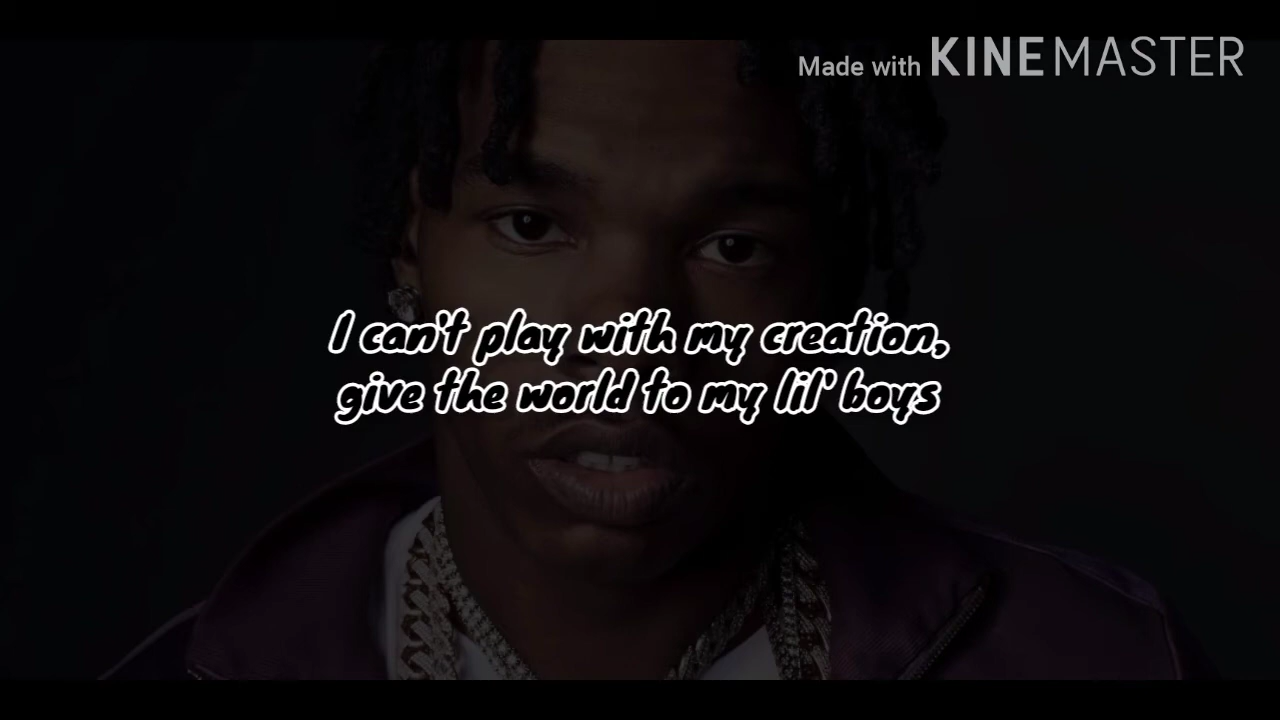 Made with KINEMASTER
I can't play with my creation,
give the world to my lil' boys